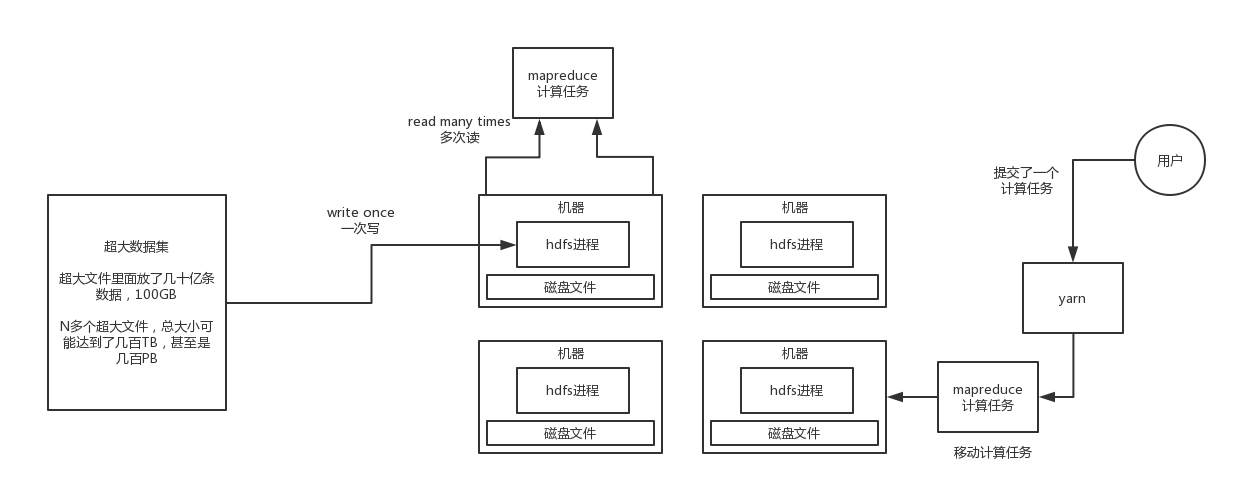 mapreduce
计算任务
read many times
多次读
用户
提交了一个
计算任务
write once
一次写
超大数据集
超大文件里面放了几十亿条
数据，100GB
N多个超大文件，总大小可
能达到了几百TB，甚至是
几百PB
机器
hdfs进程
磁盘文件
机器
hdfs进程
磁盘文件
yarn
机器
hdfs进程
磁盘文件
机器
hdfs进程
磁盘文件
mapreduce
计算任务
移动计算任务